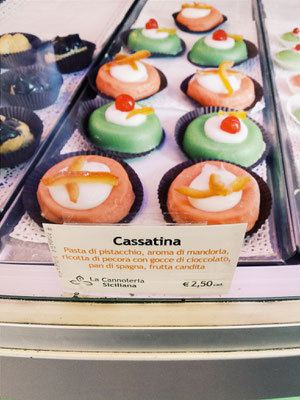 Cassatina
Pasta di pistacchio, aroma di mandorla,
ricotta di pecora con gocce di cioccolato,
pan di spagna, frutta candita
La Cannoleria
Siciliana
€ 2,50 cad.